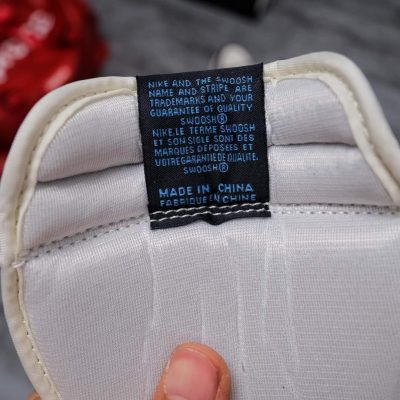 NIKE AND THE SWOOSH
NAME AND STRIPE ARE
TRADEMARKS AND YOUR
GUARANTEE OF QUALITY
SWOOSH®
NIKE.LE TERME SWOOSH
ET SON SIGLE SONT DES
MARQUES DEPOSEES ET
VOTRE GARANTIE DE QUALITE.
SWOOSH®
MADE IN CHINA
FABRIQUE EN CHINE